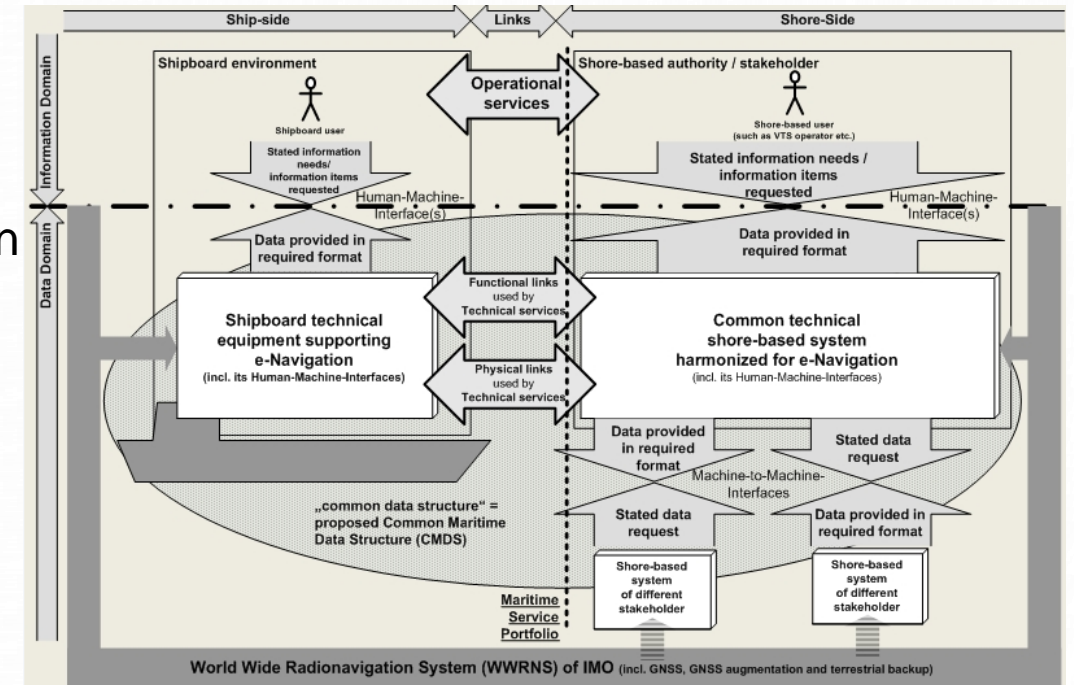 Ship-side
Links
Shore-Side
Information Domain
Data Domain
n
Shipboard environment
Shipboard user
Operational
services
Shore-based authority / stakeholder
Shore-based user
(such as VTS operator etc.)
Stated information
needs/
information items
requested
Human-Machine-
Interface(s)
Stated information needs /
information items
requested
Human-Machine-
Interface(s)
Data provided in
required format
Data provided in
required format
Shipboard technical
equipment supporting
e-Navigation
(incl. its Human-Machine-Interfaces)
Functional links
used by
Technical services
Physical links
used by
Technical services
Common technical
shore-based system
harmonized for e-Navigation
(incl. its Human-Machine-Interfaces)
Data provided
in required
format
Stated data
request
Machine-to-Machine-
Interfaces
Stated data
request
Data provided in
required format
„common data structure“ =
proposed Common Maritime
Data Structure (CMDS)
Shore-based
system
of different
stakeholder
Shore-based
system
of different
stakeholder
Maritime
Service
Portfolio
World Wide Radionavigation System (WWRNS) of IMO (incl. GNSS, GNSS augmentation and terrestrial backup)